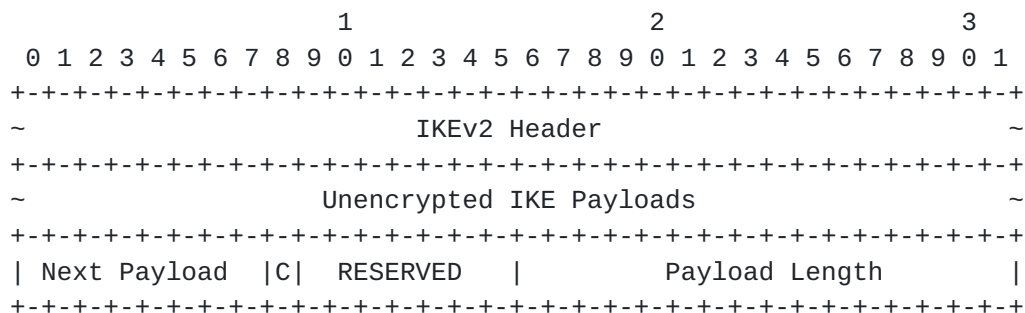 1                   2                   3
 0 1 2 3 4 5 6 7 8 9 0 1 2 3 4 5 6 7 8 9 0 1 2 3 4 5 6 7 8 9 0 1
+-+-+-+-+-+-+-+-+-+-+-+-+-+-+-+-+-+-+-+-+-+-+-+-+-+-+-+-+-+-+-+-+
~                         IKEv2 Header                          ~
+-+-+-+-+-+-+-+-+-+-+-+-+-+-+-+-+-+-+-+-+-+-+-+-+-+-+-+-+-+-+-+-+
~                   Unencrypted IKE Payloads                    ~
+-+-+-+-+-+-+-+-+-+-+-+-+-+-+-+-+-+-+-+-+-+-+-+-+-+-+-+-+-+-+-+-+
| Next Payload  |C|  RESERVED   |         Payload Length        |
+-+-+-+-+-+-+-+-+-+-+-+-+-+-+-+-+-+-+-+-+-+-+-+-+-+-+-+-+-+-+-+-+